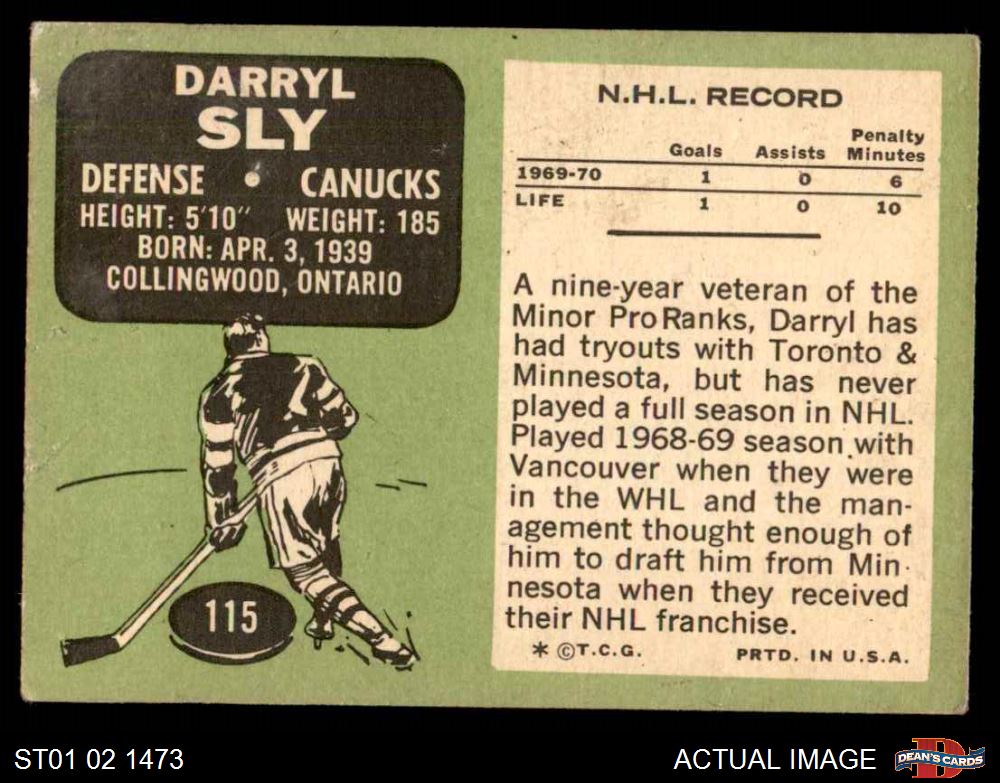 DARRYL
SLY
DEFENSE • CANUCKS
HEIGHT: 5'10" WEIGHT: 185
BORN: APR. 3, 1939
COLLINGWOOD, ONTARIO
115
N.H.L. RECORD
Goals Assists Penalty Minutes
1969-70 1 0 6
LIFE 1 0 10
A nine-year veteran of the
Minor Pro Ranks, Darryl has
had tryouts with Toronto &
Minnesota, but has never
played a full season in NHL.
Played 1968-69 season with
Vancouver when they were
in the WHL and the man-
agement thought enough of
him to draft him from Min-
nesota when they received
their NHL franchise.
* ©T.C.G. PRTD. IN U.S.A.
ST01 02 1473
ACTUAL IMAGE
D
DEAN'S CARDS